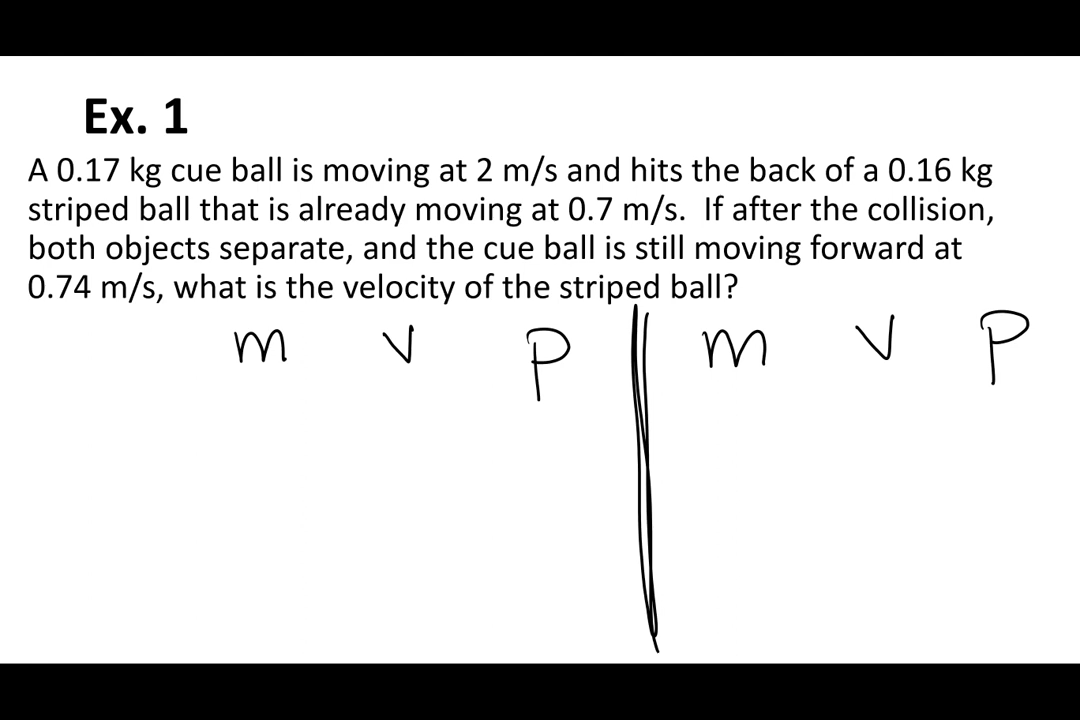 Ex. 1
A 0.17 kg cue ball is moving at 2 m/s and hits the back of a 0.16 kg
striped ball that is already moving at 0.7 m/s.  If after the collision,
both objects separate, and the cue ball is still moving forward at
0.74 m/s, what is the velocity of the striped ball?
m v p m v p